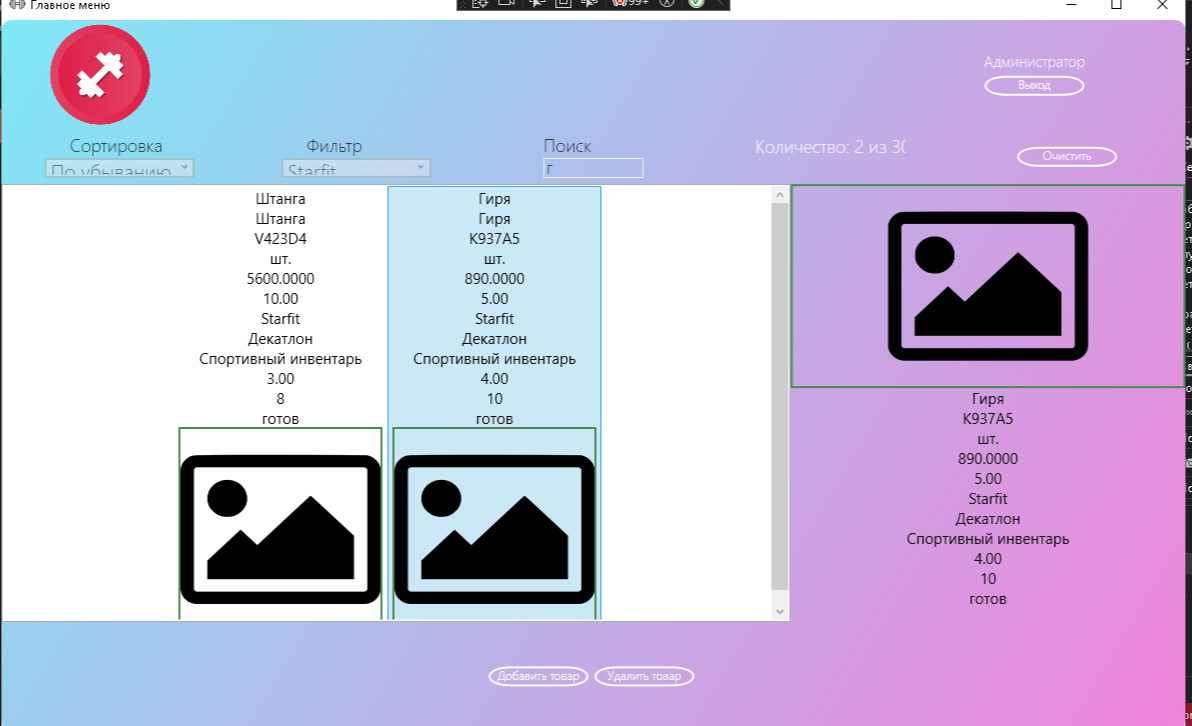 Главное меню
99+
Администратор
Выход
Сортировка
Фильтр
Поиск
Количество: 2 из 30
Очистить
По убыванию
Starfit
г
Штанга
Штанга
V423D4
шт.
5600.0000
10.00
Starfit
Декатлон
Спортивный инвентарь
3.00
8
готов
Гиря
Гиря
K937A5
шт.
890.0000
5.00
Starfit
Декатлон
Спортивный инвентарь
4.00
10
готов
Гиря
K937A5
шт.
890.0000
5.00
Starfit
Декатлон
Спортивный инвентарь
4.00
10
готов
Добавить товар
Удалить товар